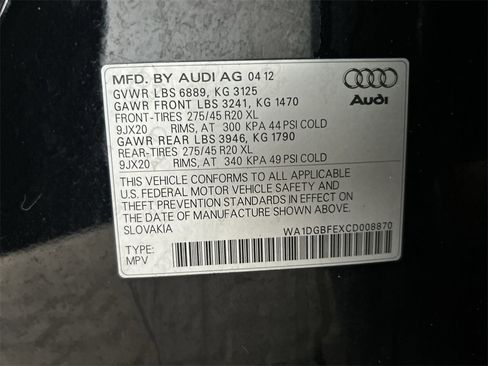 MFD. BY AUDI AG 04 12
GVWR LBS 6889, KG 3125
GAWR FRONT LBS 3241, KG 1470
FRONT-TIRES 275/45 R20 XL
9JX20 RIMS, AT 300 KPA 44 PSI COLD
GAWR REAR LBS 3946, KG 1790
REAR-TIRES 275/45 R20 XL
9JX20 RIMS, AT 340 KPA 49 PSI COLD
Audi
THIS VEHICLE CONFORMS TO ALL APPLICABLE
U.S. FEDERAL MOTOR VEHICLE SAFETY AND
THEFT PREVENTION STANDARDS IN EFFECT ON
THE DATE OF MANUFACTURE SHOWN ABOVE.
SLOVAKIA
WA1DGBFEXCD008870
TYPE:
MPV